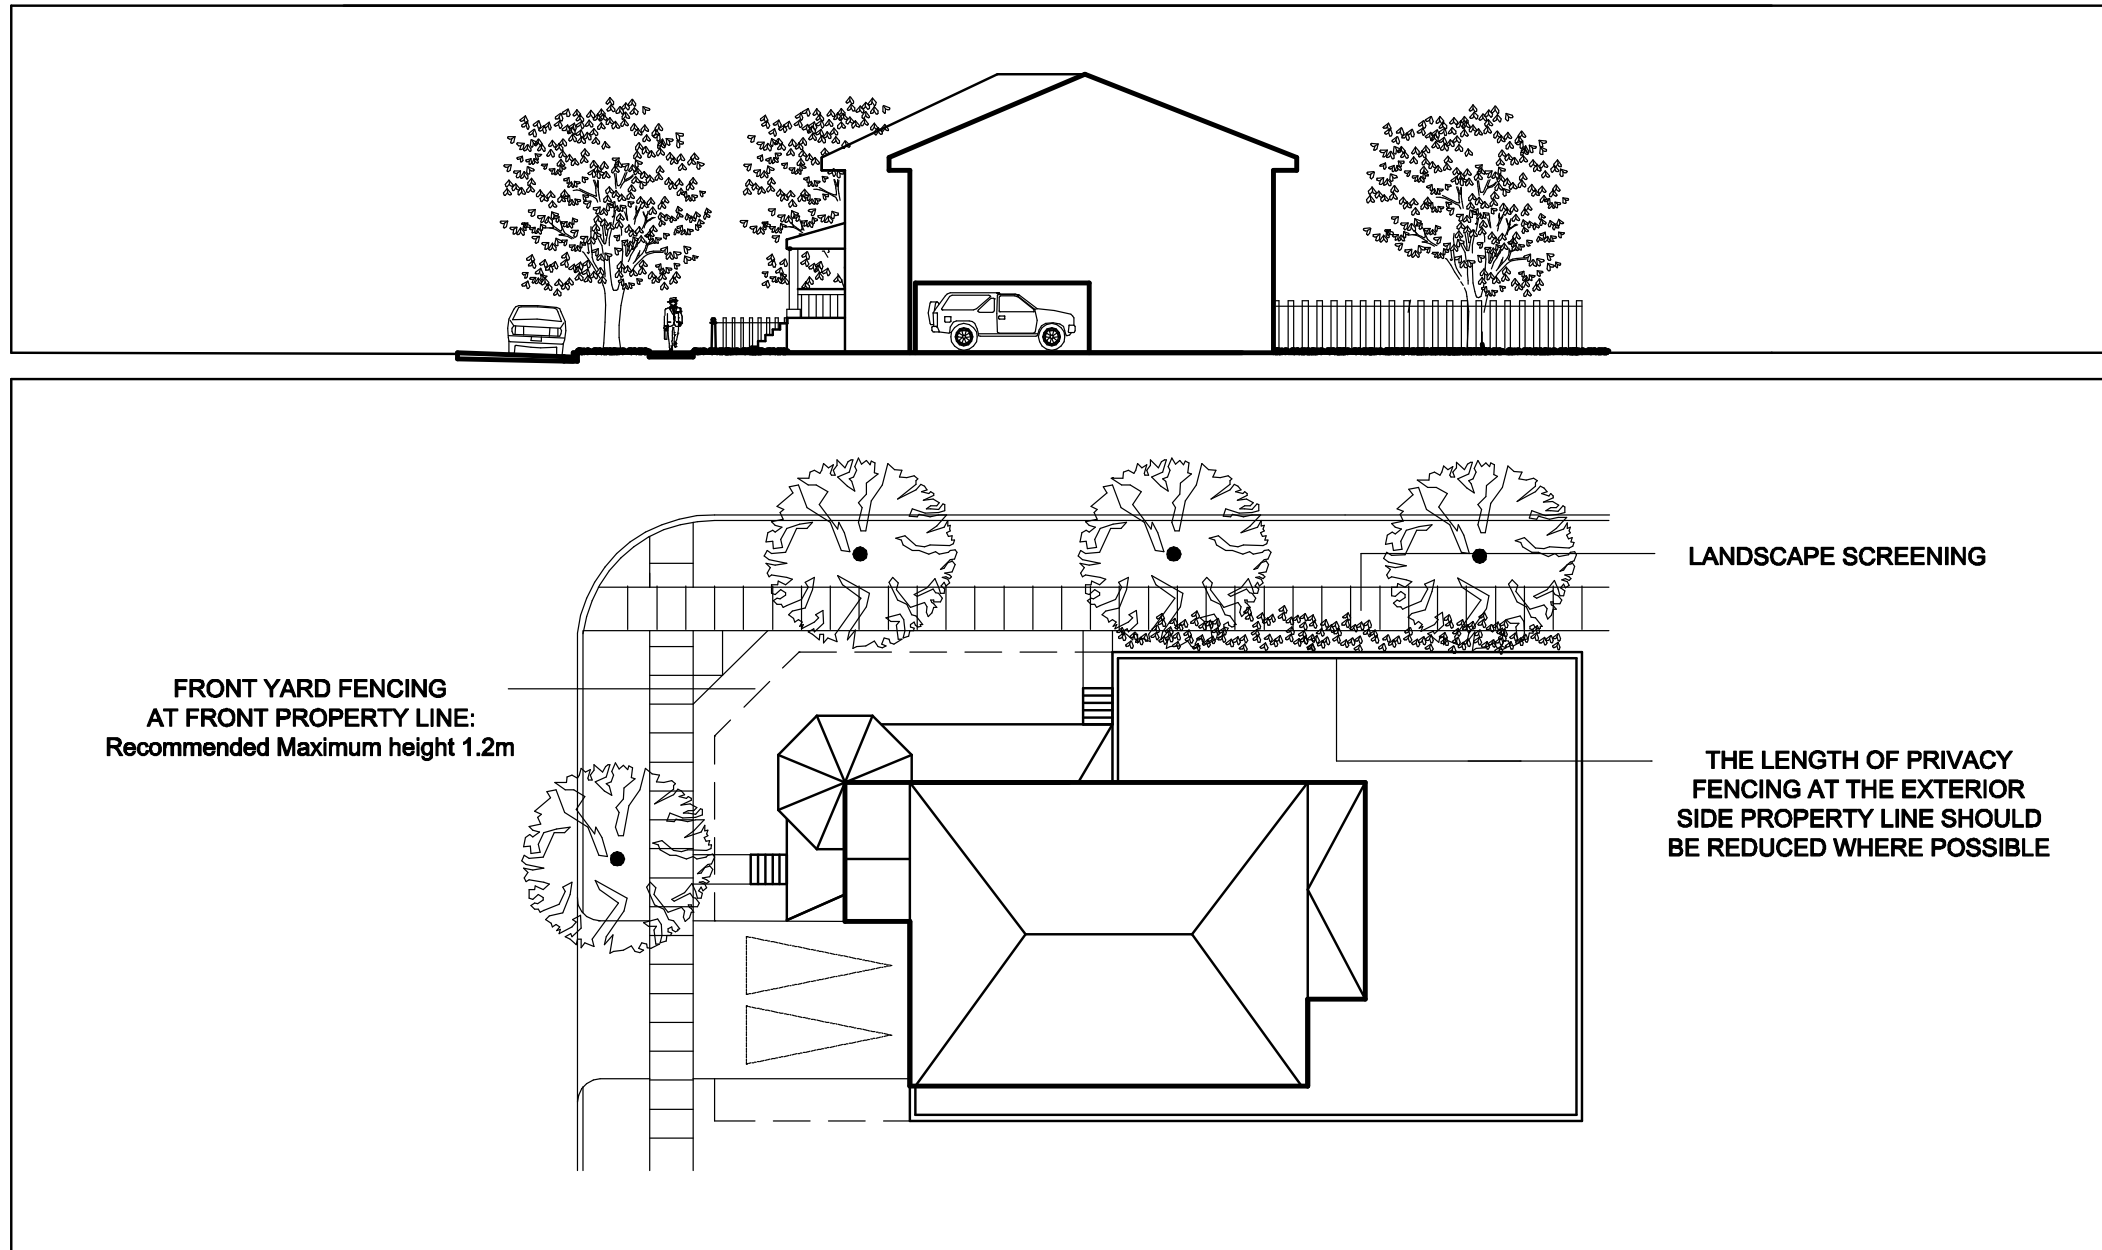 LANDSCAPE SCREENING
FRONT YARD FENCING
AT FRONT PROPERTY LINE:
Recommended Maximum height 1.2m
THE LENGTH OF PRIVACY
FENCING AT THE EXTERIOR
SIDE PROPERTY LINE SHOULD
BE REDUCED WHERE POSSIBLE